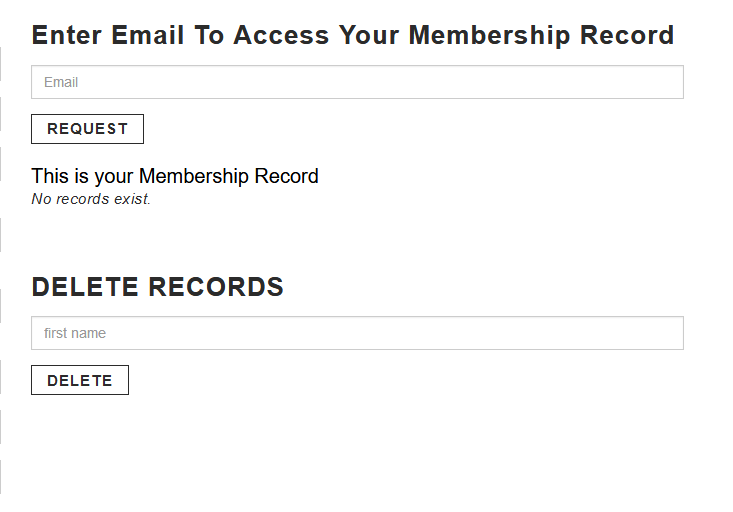 Enter Email To Access Your Membership Record
Email
REQUEST
This is your Membership Record
No records exist.
DELETE RECORDS
first name
DELETE